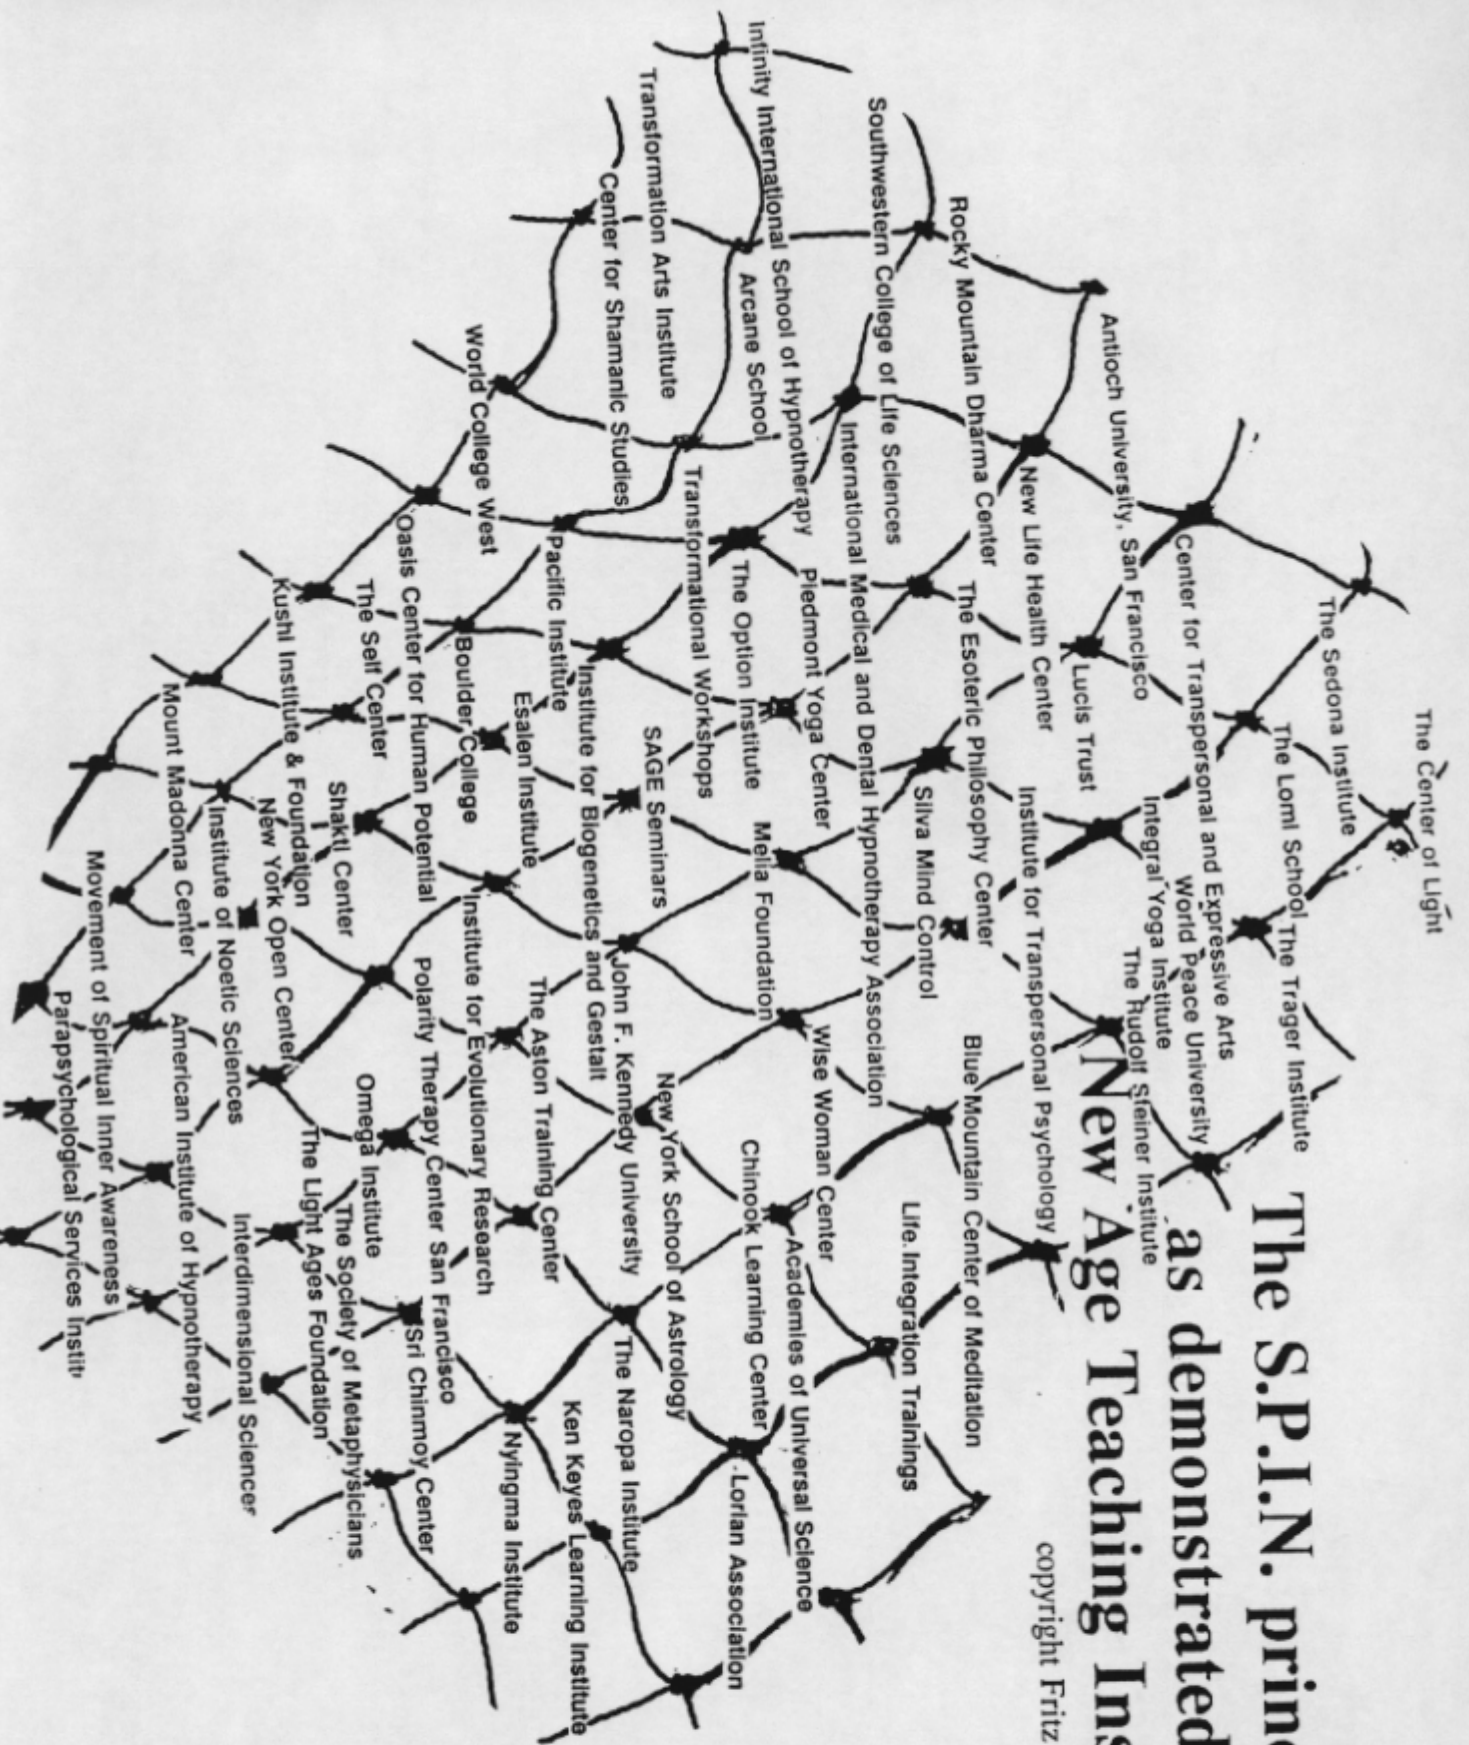 The S.P.I.N. prin
as demonstrated
New Age Teaching Ins
copyright Fritz
The Center of Light
The Sedona Institute
The Lomi School
The Trager Institute
Center for Transpersonal and Expressive Arts
World Peace University
Integral Yoga Institute
The Rudolf Steiner Institute
Antioch University, San Francisco
Lucis Trust
New Life Health Center
Institute for Transpersonal Psychology
Rocky Mountain Dharma Center
The Esoteric Philosophy Center
Blue Mountain Center of Meditation
Silva Mind Control
Life Integration Trainings
Southwestern College of Life Sciences
International Medical and Dental Hypnotherapy Association
Piedmont Yoga Center
Wise Woman Center
Academies of Universal Science
Infinity International School of Hypnotherapy
Arcane School
The Option Institute
Melia Foundation
Chinook Learning Center
Lorian Association
Transformational Workshops
SAGE Seminars
New York School of Astrology
Transformation Arts Institute
Center for Shamanic Studies
Institute for Biogenetics and Gestalt
John F. Kennedy University
The Naropa Institute
Pacific Institute
Esalen Institute
The Aston Training Center
Ken Keyes Learning Institute
World College West
Boulder College
Institute for Evolutionary Research
Nyingma Institute
Oasis Center for Human Potential
Polarity Therapy Center San Francisco
Sri Chinmoy Center
The Self Center
Shakti Center
Omega Institute
The Society of Metaphysicians
Kushi Institute & Foundation
New York Open Center
The Light Ages Foundation
Institute of Noetic Sciences
Interdimensional Sciences
Mount Madonna Center
American Institute of Hypnotherapy
Movement of Spiritual Inner Awareness
Parapsychological Services Instit